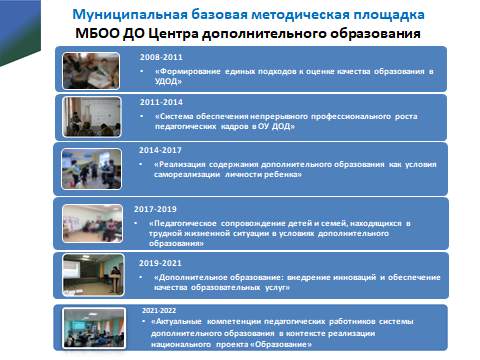 Муниципальная базовая методическая площадка
МБОО ДО Центра дополнительного образования
2008-2011
• «Формирование единых подходов к оценке качества образования в
УДОД»
2011-2014
• «Система обеспечения непрерывного профессионального роста
педагогических кадров в ОУ ДОД»
2014-2017
• «Реализация содержания дополнительного образования как условия
самореализации личности ребенка»
2017-2019
• «Педагогическое сопровождение детей и семей, находящихся в
трудной жизненной ситуации в условиях дополнительного
образования»
2019-2021
• «Дополнительное образование: внедрение инноваций и обеспечение
качества образовательных услуг»
2021-2022
• «Актуальные компетенции педагогических работников системы
дополнительного образования в контексте реализации
национального проекта «Образование»